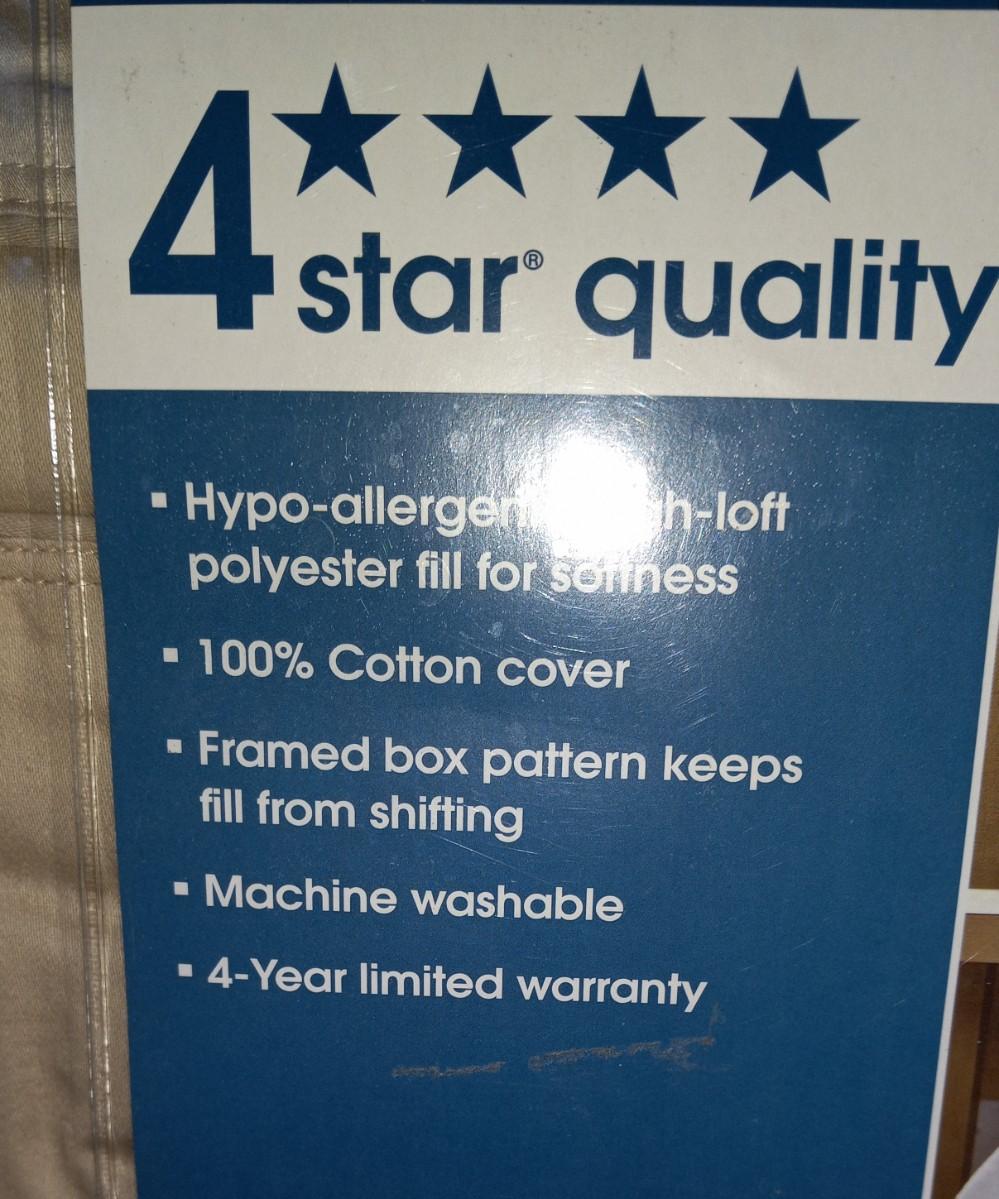 4 star® quality
▪ Hypo-allergen h-loft
polyester fill for softness
▪ 100% Cotton cover
▪ Framed box pattern keeps
fill from shifting
▪ Machine washable
▪ 4-Year limited warranty